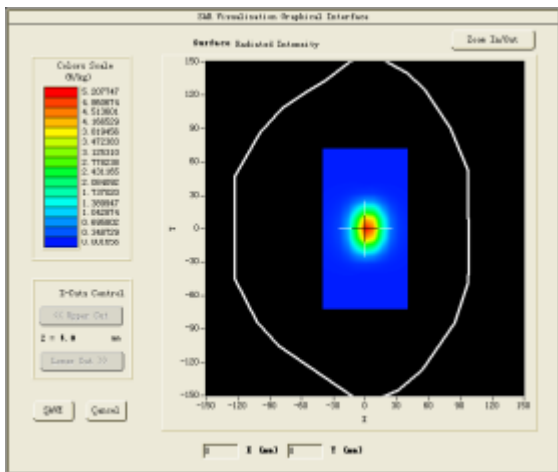 SAR Visualisation Graphical Interface
Surface Radiated Intensity
Zoom In/Out
Colors Scale
(W/kg)
5.207747
4.860674
4.513601
4.166529
3.819456
3.472383
3.125310
2.778238
2.431165
2.084092
1.737020
1.389947
1.042874
0.695802
0.348729
0.001656
150
120
90
60
30
0
-30
-60
-90
-120
-150
Y
-150 -120 -90 -60 -30 0 30 60 90 120 150
X
Z-Data Control
<< Upper Cut
Z = 4.0 mm
Lower Cut >>
SAVE
Cancel
X (mm)
Y (mm)